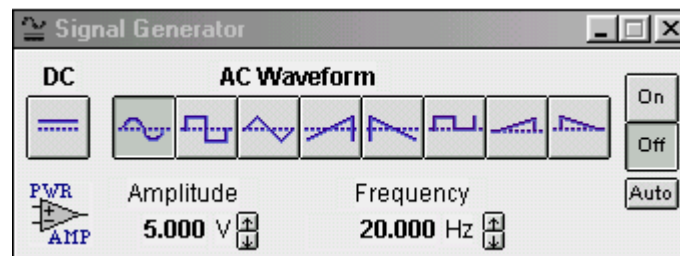 Signal Generator
DC AC Waveform
On
Off
Auto
PWR
AMP
Amplitude Frequency
5.000 V 20.000 Hz